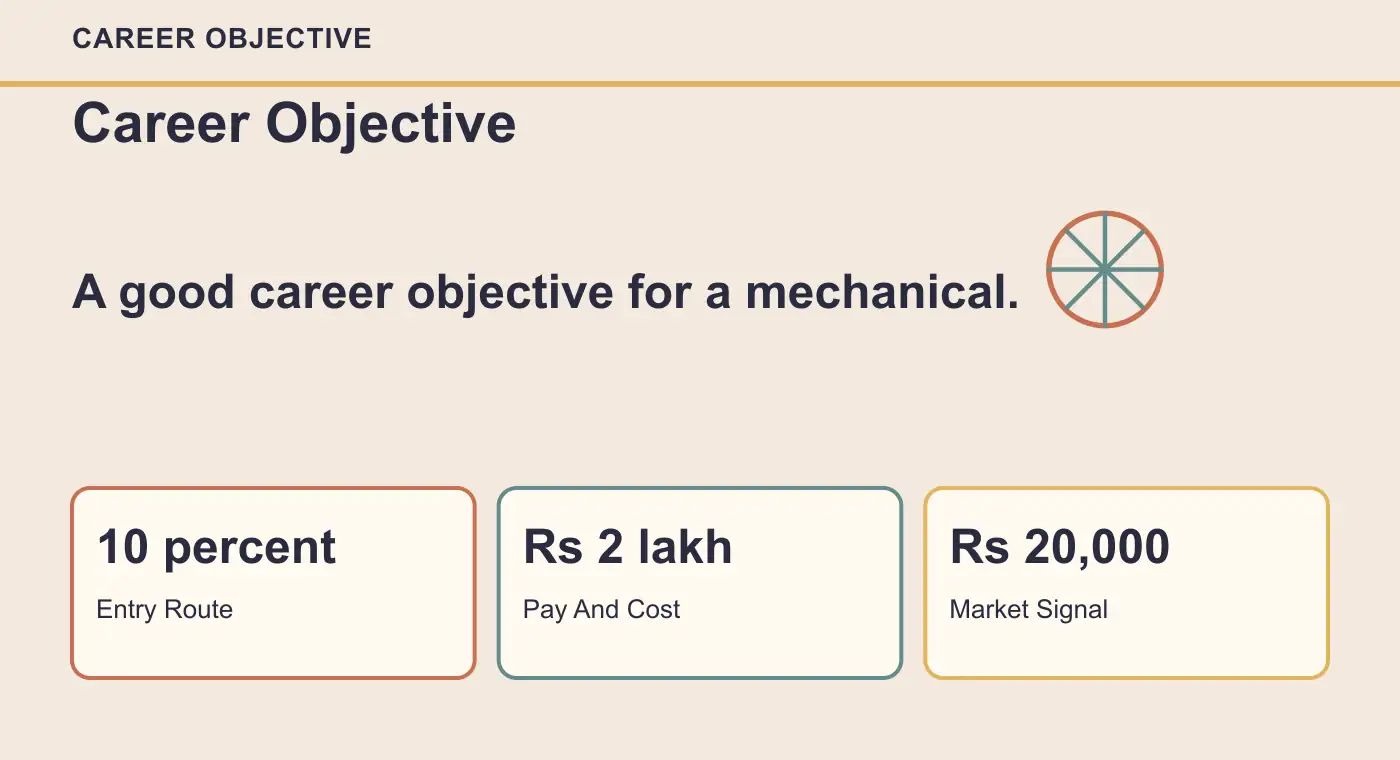 CAREER OBJECTIVE
Career Objective
A good career objective for a mechanical.
10 percent
Entry Route
Rs 2 lakh
Pay And Cost
Rs 20,000
Market Signal